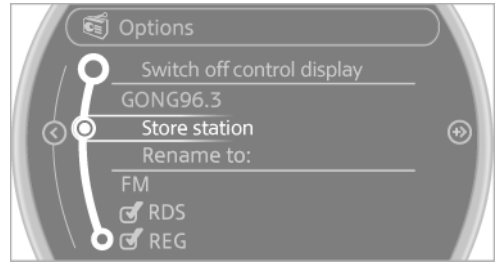 Options
Switch off control display
GONG96.3
Store station
Rename to:
FM
RDS
REG